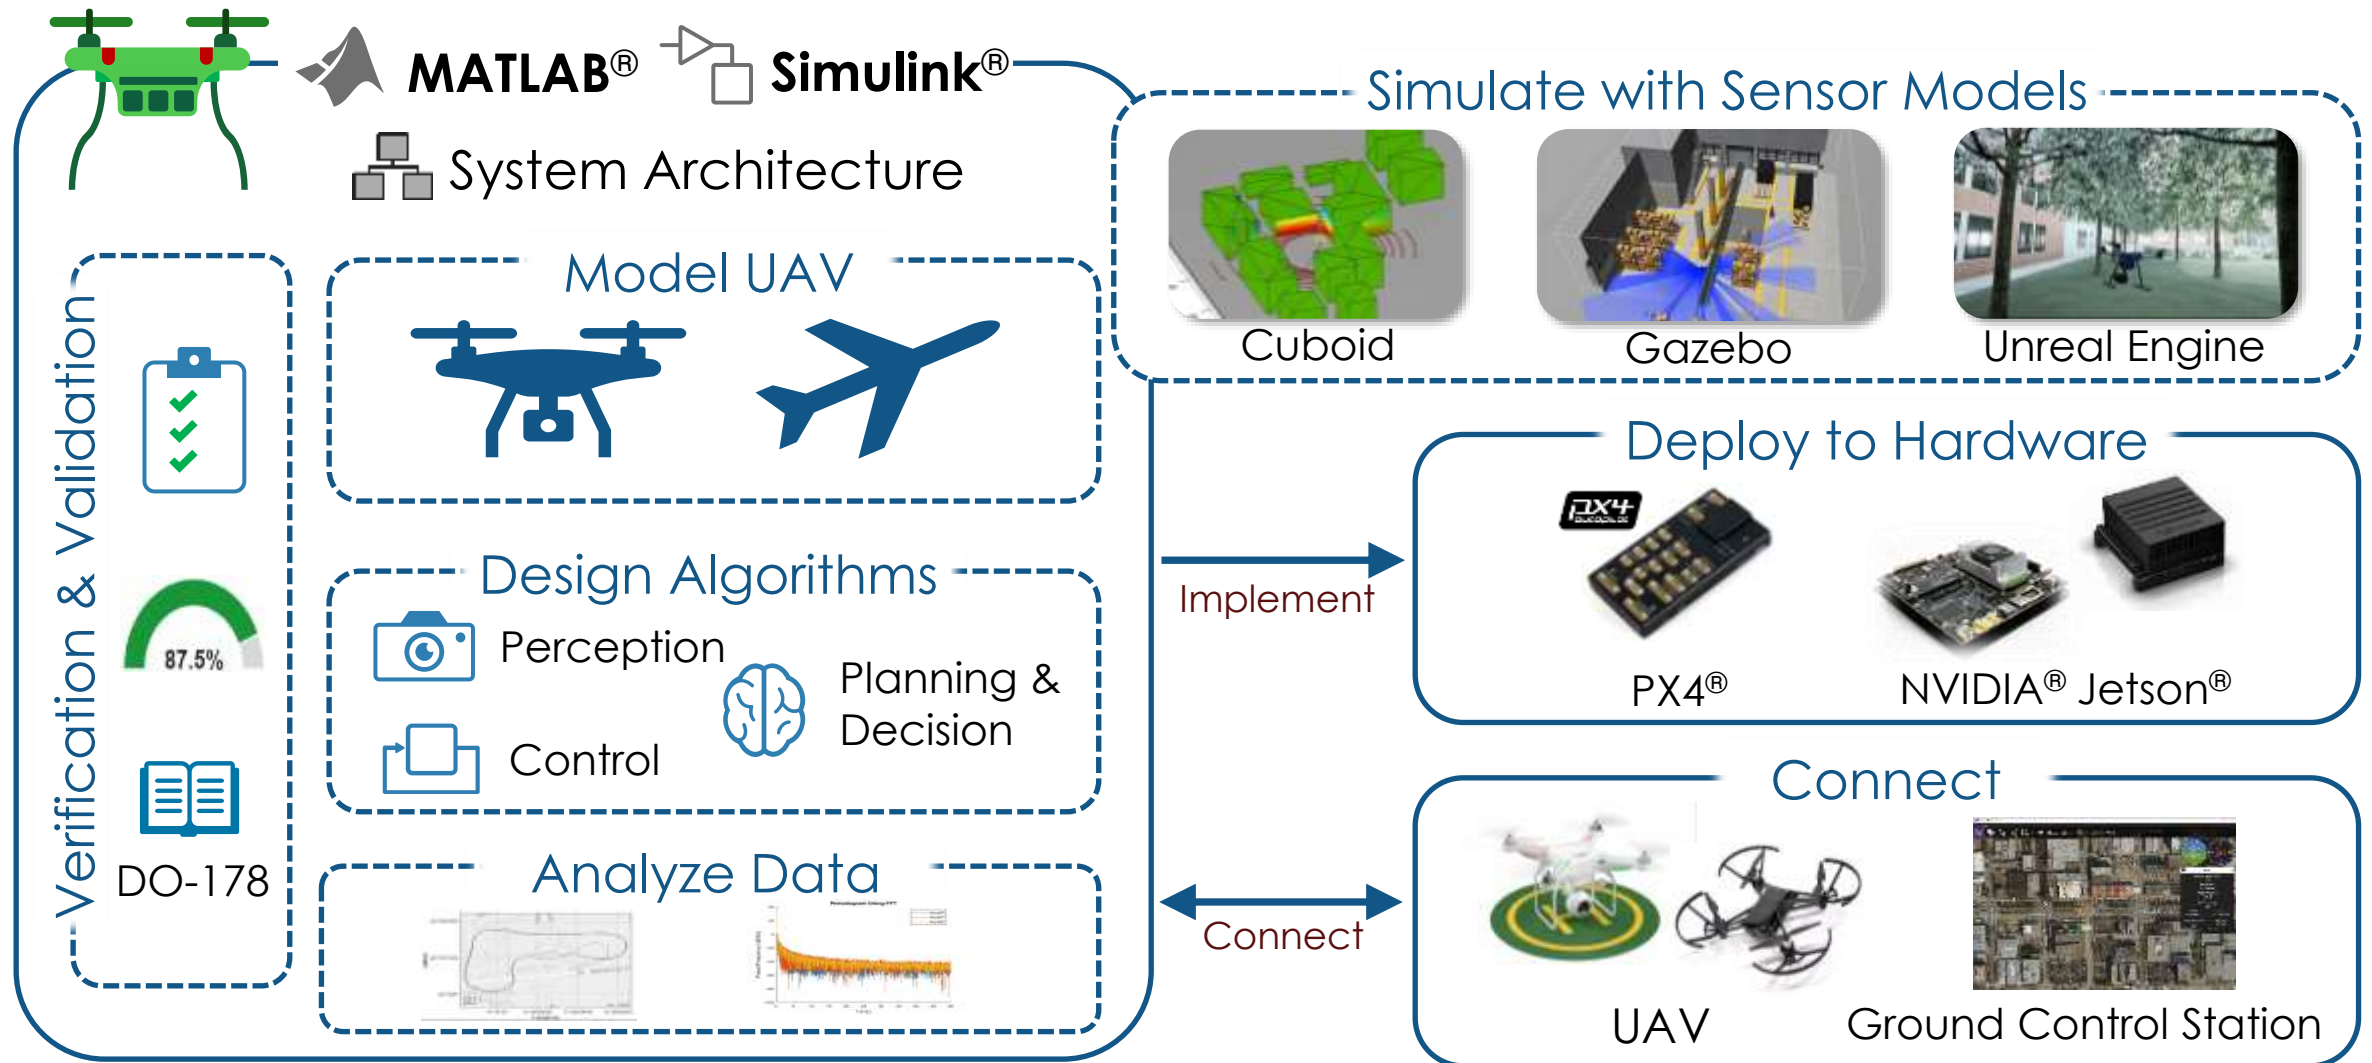 MATLAB®
Simulink®
System Architecture
Simulate with Sensor Models
Cuboid
Gazebo
Unreal Engine
Verification & Validation
87.5%
DO-178
Model UAV
Design Algorithms
Perception
Planning &
Decision
Control
Analyze Data
Implement
Connect
Deploy to Hardware
PX4
PX4®
NVIDIA® Jetson®
Connect
UAV
Ground Control Station